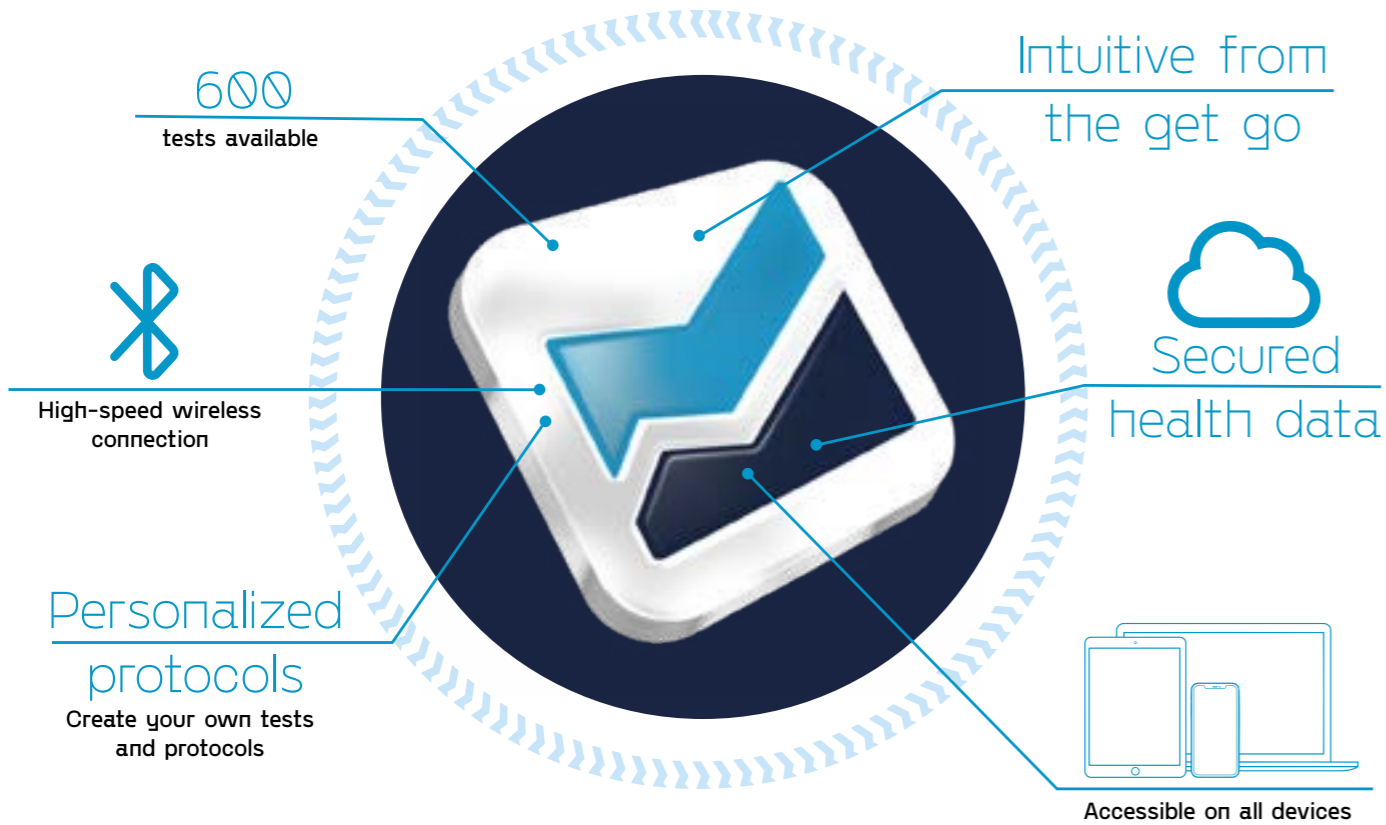 600
tests available
High-speed wireless
connection
Personalized
protocols
Create your own tests
and protocols
Intuitive from
the get go
Secured
health data
Accessible on all devices